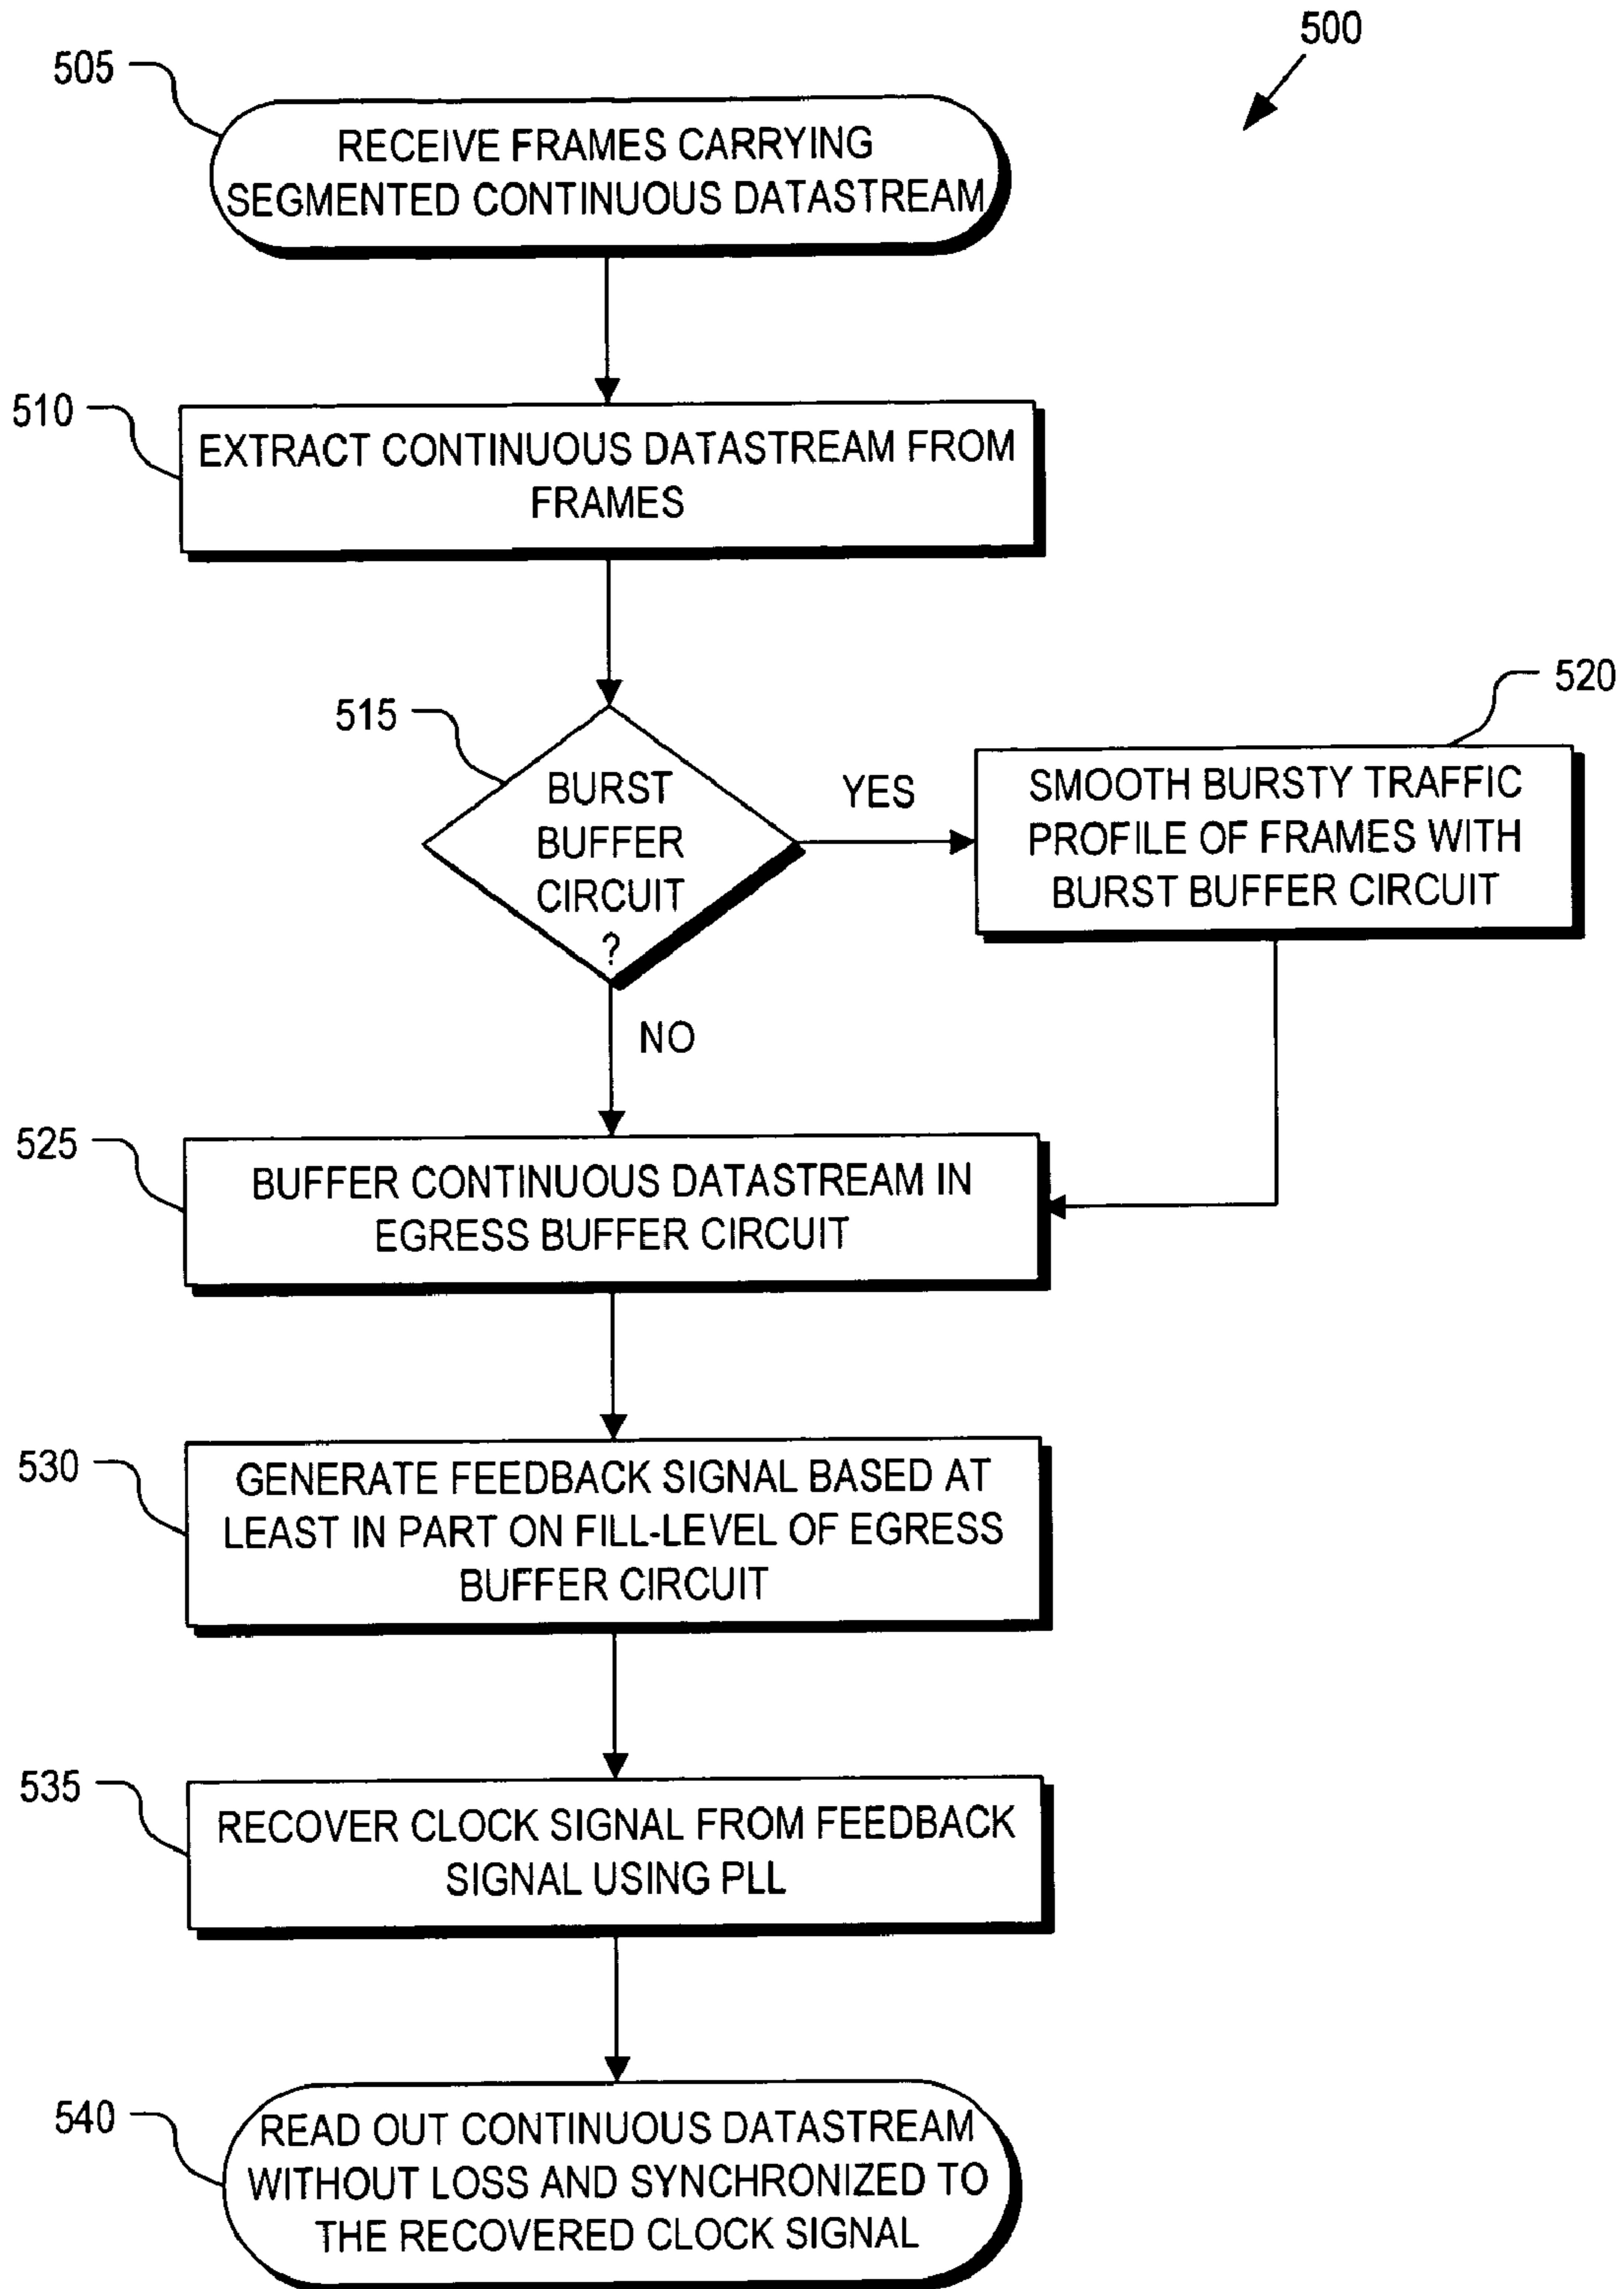 500
505
RECEIVE FRAMES CARRYING
SEGMENTED CONTINUOUS DATASTREAM
510
EXTRACT CONTINUOUS DATASTREAM FROM
FRAMES
515
BURST
BUFFER
CIRCUIT
?
YES
520
SMOOTH BURSTY TRAFFIC
PROFILE OF FRAMES WITH
BURST BUFFER CIRCUIT
NO
525
BUFFER CONTINUOUS DATASTREAM IN
EGRESS BUFFER CIRCUIT
530
GENERATE FEEDBACK SIGNAL BASED AT
LEAST IN PART ON FILL-LEVEL OF EGRESS
BUFFER CIRCUIT
535
RECOVER CLOCK SIGNAL FROM FEEDBACK
SIGNAL USING PLL
540
READ OUT CONTINUOUS DATASTREAM
WITHOUT LOSS AND SYNCHRONIZED TO
THE RECOVERED CLOCK SIGNAL